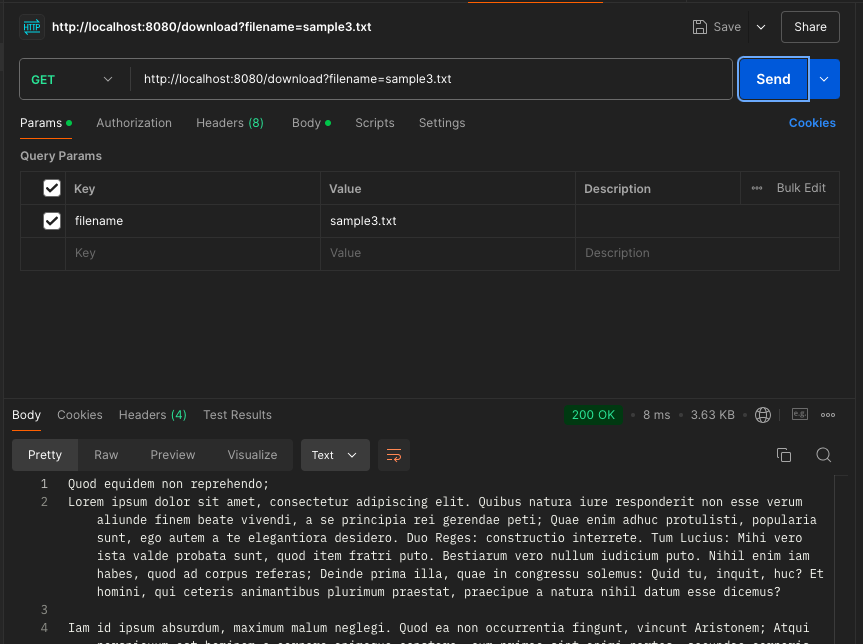 HTTP http://localhost:8080/download?filename=sample3.txt Save Share
GET http://localhost:8080/download?filename=sample3.txt Send
Params Authorization Headers (8) Body Scripts Settings Cookies
Query Params
Key Value Description Bulk Edit
filename sample3.txt
Key Value Description
Body Cookies Headers (4) Test Results 200 OK 8 ms 3.63 KB e.g.
Pretty Raw Preview Visualize Text
1 Quod equidem non reprehendo;
2 Lorem ipsum dolor sit amet, consectetur adipiscing elit. Quibus natura iure responderit non esse verum
aliunde finem beate vivendi, a se principia rei gerendae peti; Quae enim adhuc protulisti, popularia
sunt, ego autem a te elegantiora desidero. Duo Reges: constructio interrete. Tum Lucius: Mihi vero
ista valde probata sunt, quod item fratri puto. Bestiarum vero nullum iudicium puto. Nihil enim iam
habes, quod ad corpus referas; Deinde prima illa, quae in congressu solemus: Quid tu, inquit, huc? Et
homini, qui ceteris animantibus plurimum praestat, praecipue a natura nihil datum esse dicemus?
3
4 Iam id ipsum absurdum, maximum malum neglegi. Quod ea non occurrentia fingunt, vincunt Aristonem; Atqui